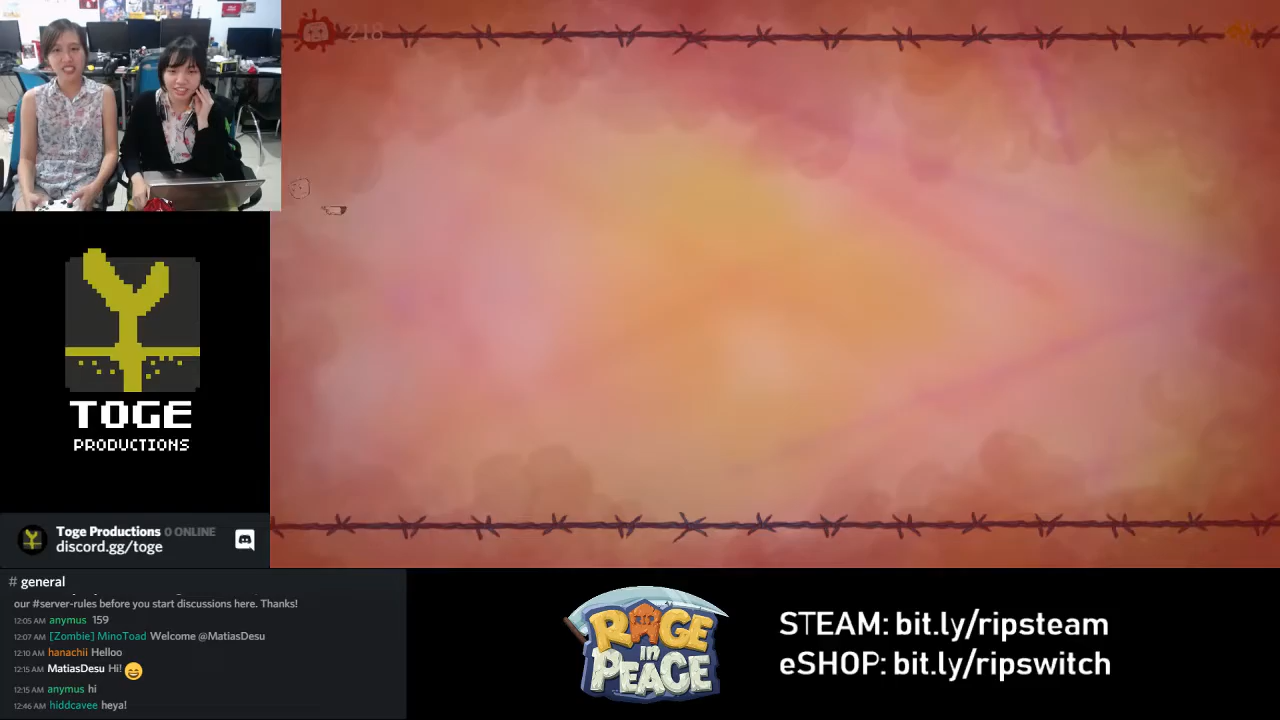 218
TOGE
PRODUCTIONS
Toge Productions 0 ONLINE
discord.gg/toge
# general
our #server-rules before you start discussions here. Thanks!
12:05 AM anymus 159
12:07 AM [Zombie] MinoToad Welcome @MatiasDesu
12:10 AM hanachii Helloo
12:15 AM MatiasDesu Hi! 😄
12:15 AM anymus hi
12:46 AM hiddcavee heya!
RIP
RAGE
in
PEACE
STEAM: bit.ly/ripsteam
eSHOP: bit.ly/ripswitch